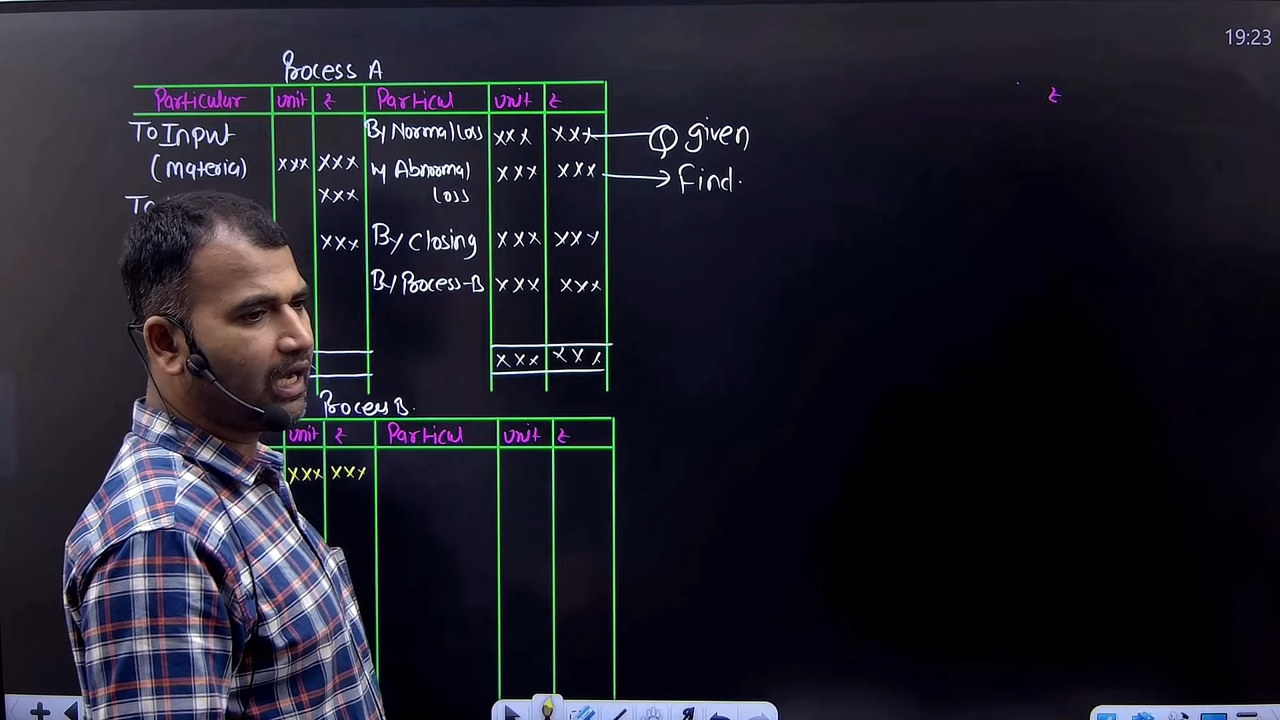 19:23
Process A
Particular unit ₹ Particul unit ₹
₹
To Input By Normal Loss xxx xxx Q given
(Materia) xxx xxx By Abnormal xxx xxx Find.
To xxx Loss
xxx By Closing xxx xxx
By Process-B xxx xxx
xxx xxx
Process B.
unit ₹ Particul unit ₹
xxx xxx